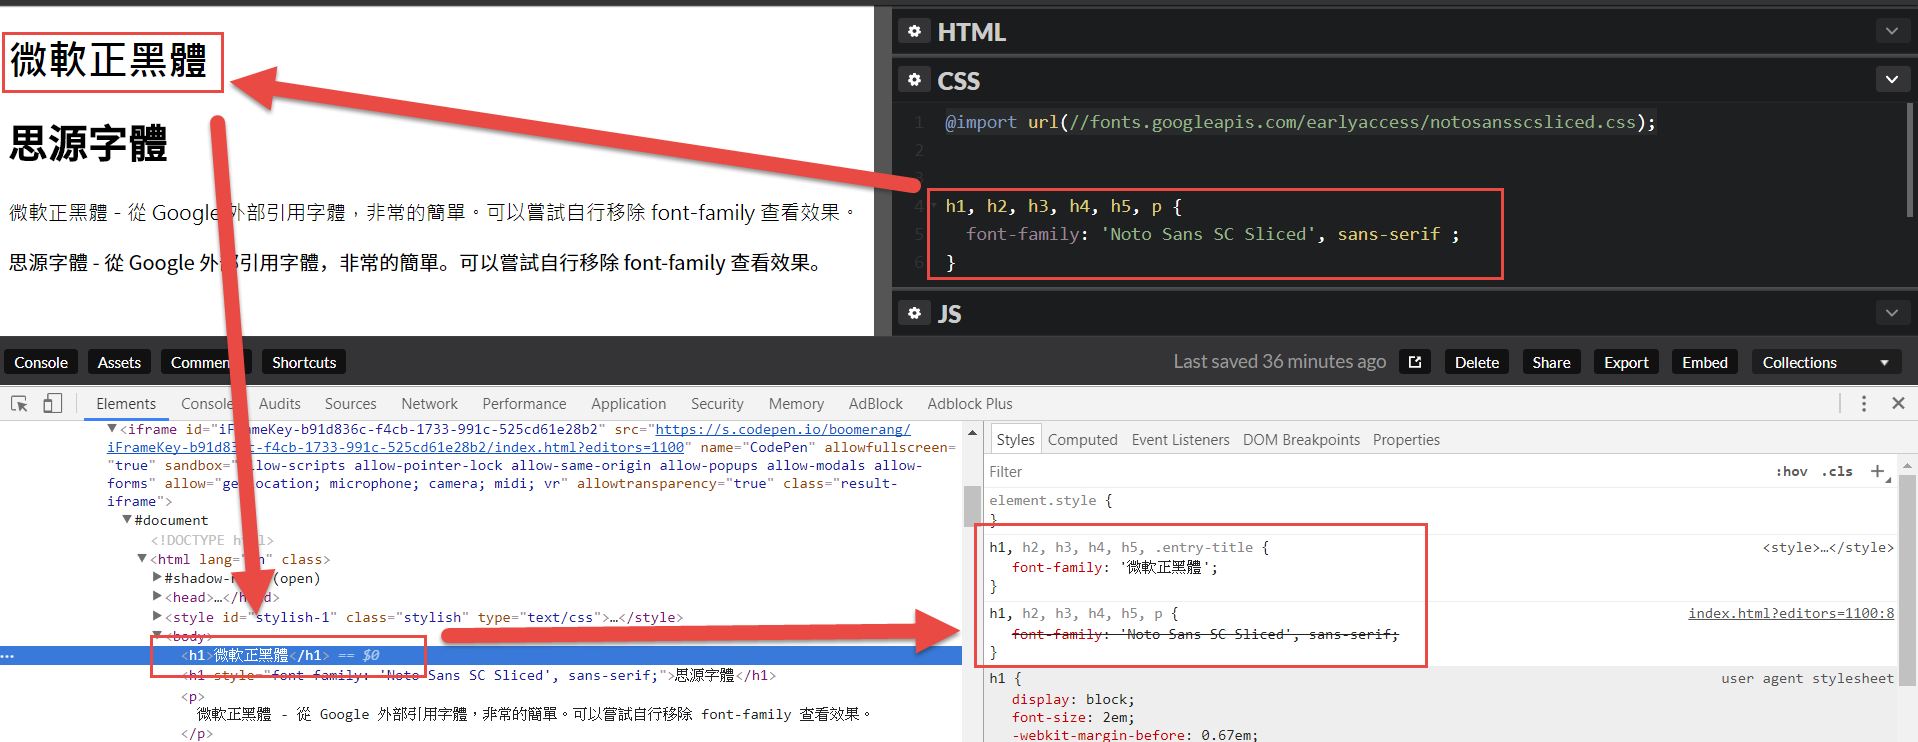 微軟正黑體
思源字體
微軟正黑體 - 從 Google 外部引用字體，非常的簡單。可以嘗試自行移除 font-family 查看效果。
思源字體 - 從 Google 外部引用字體，非常的簡單。可以嘗試自行移除 font-family 查看效果。
HTML
CSS
1 @import url(//fonts.googleapis.com/earlyaccess/notosansscsliced.css);
2
3
4 h1, h2, h3, h4, h5, p {
5 font-family: 'Noto Sans SC Sliced', sans-serif ;
6 }
JS
Console Assets Commen Shortcuts Last saved 36 minutes ago Delete Share Export Embed Collections
Elements Console Audits Sources Network Performance Application Security Memory AdBlock Adblock Plus
<iframe id="iFrameKey-b91d836c-f4cb-1733-991c-525cd61e28b2" src="https://s.codepen.io/boomerang/
iFrameKey-b91d836c-f4cb-1733-991c-525cd61e28b2/index.html?editors=1100" name="CodePen" allowfullscreen=
"true" sandbox="allow-scripts allow-pointer-lock allow-same-origin allow-popups allow-modals allow-
forms" allow="geolocation; microphone; camera; midi; vr" allowtransparency="true" class="result-
iframe">
#document
<!DOCTYPE html>
<html lang="en" class>
#shadow-root (open)
<head>…</head>
<style id="stylish-1" class="stylish" type="text/css">…</style>
<body>
… <h1>微軟正黑體</h1> == $0
<h1 style="font-family: 'Noto Sans SC Sliced', sans-serif;">思源字體</h1>
<p>
微軟正黑體 - 從 Google 外部引用字體，非常的簡單。可以嘗試自行移除 font-family 查看效果。
</p>
Styles Computed Event Listeners DOM Breakpoints Properties
Filter :hov .cls +
element.style {
}
h1, h2, h3, h4, h5, .entry-title { <style>…</style>
font-family: '微軟正黑體';
}
h1, h2, h3, h4, h5, p { index.html?editors=1100:8
font-family: 'Noto Sans SC Sliced', sans-serif;
}
h1 { user agent stylesheet
display: block;
font-size: 2em;
-webkit-margin-before: 0.67em;